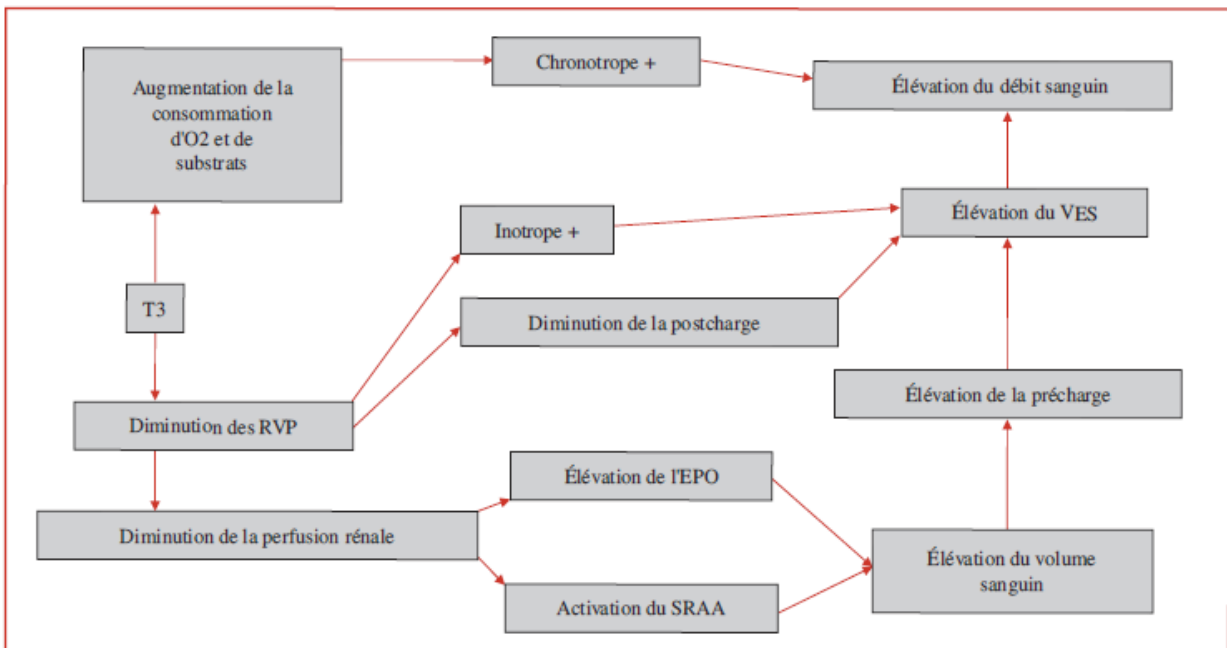 Augmentation de la
consommation
d'O2 et de
substrats
Chronotrope +
Élévation du débit sanguin
Inotrope +
Élévation du VES
T3
Diminution de la postcharge
Élévation de la précharge
Diminution des RVP
Élévation de l'EPO
Diminution de la perfusion rénale
Élévation du volume
sanguin
Activation du SRAA